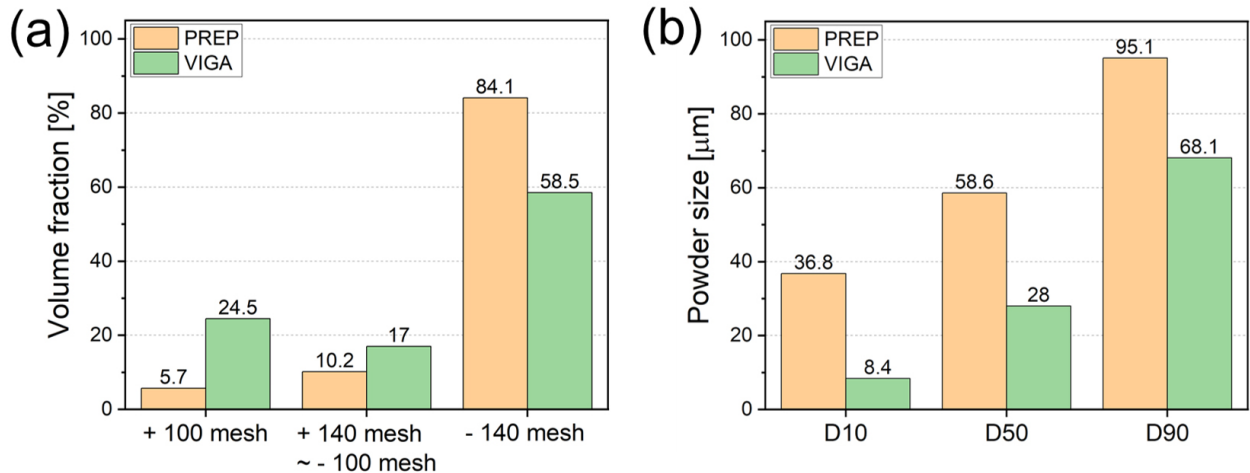 (a)
PREP
VIGA
Volume fraction [%]
100
80
60
40
20
0
5.7
24.5
10.2
17
84.1
58.5
+ 100 mesh
+ 140 mesh
~ - 100 mesh
- 140 mesh
(b)
PREP
VIGA
Powder size [μm]
100
80
60
40
20
0
36.8
8.4
58.6
28
95.1
68.1
D10
D50
D90